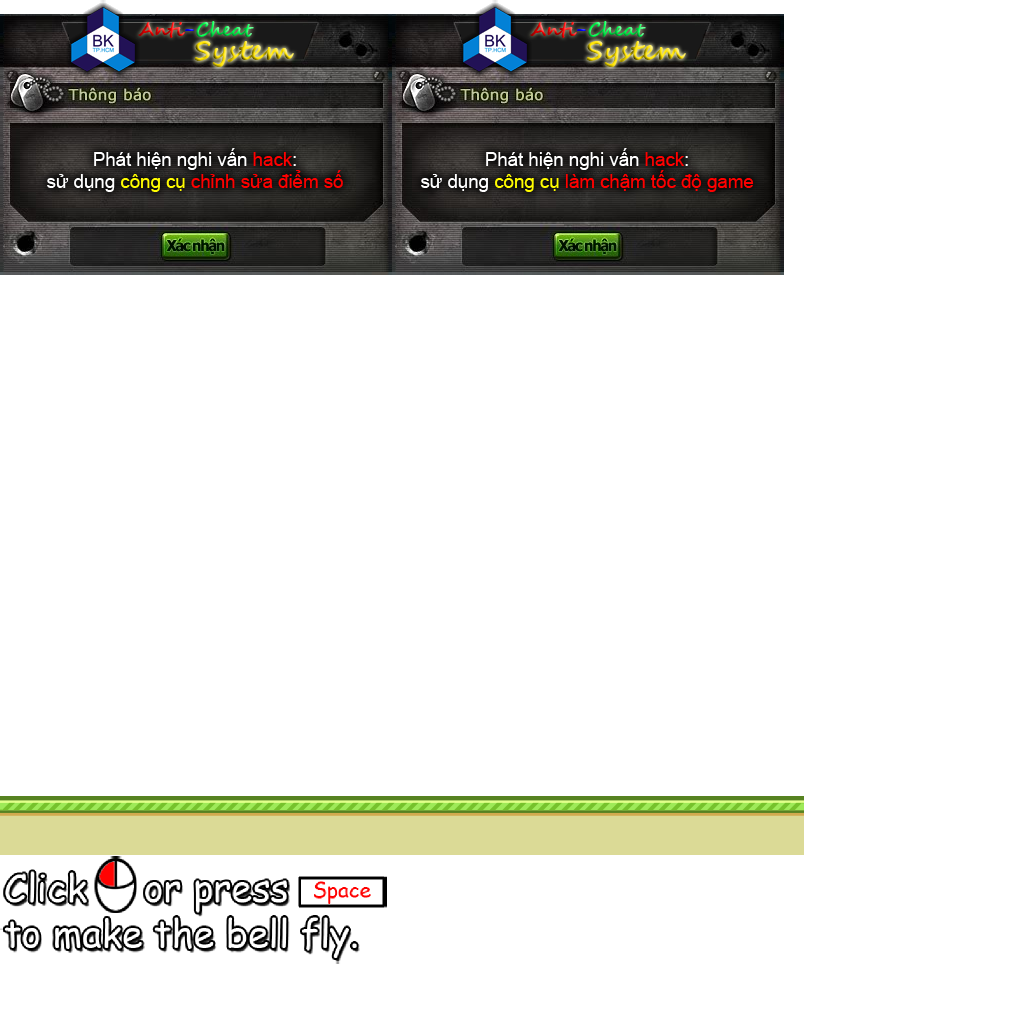 BK
TP.HCM
Anti-Cheat
System
Thông báo
Phát hiện nghi vấn hack:
sử dụng công cụ chỉnh sửa điểm số
Xác nhận
BK
TP.HCM
Anti-Cheat
System
Thông báo
Phát hiện nghi vấn hack:
sử dụng công cụ làm chậm tốc độ game
Xác nhận
Click or press Space
to make the bell fly.